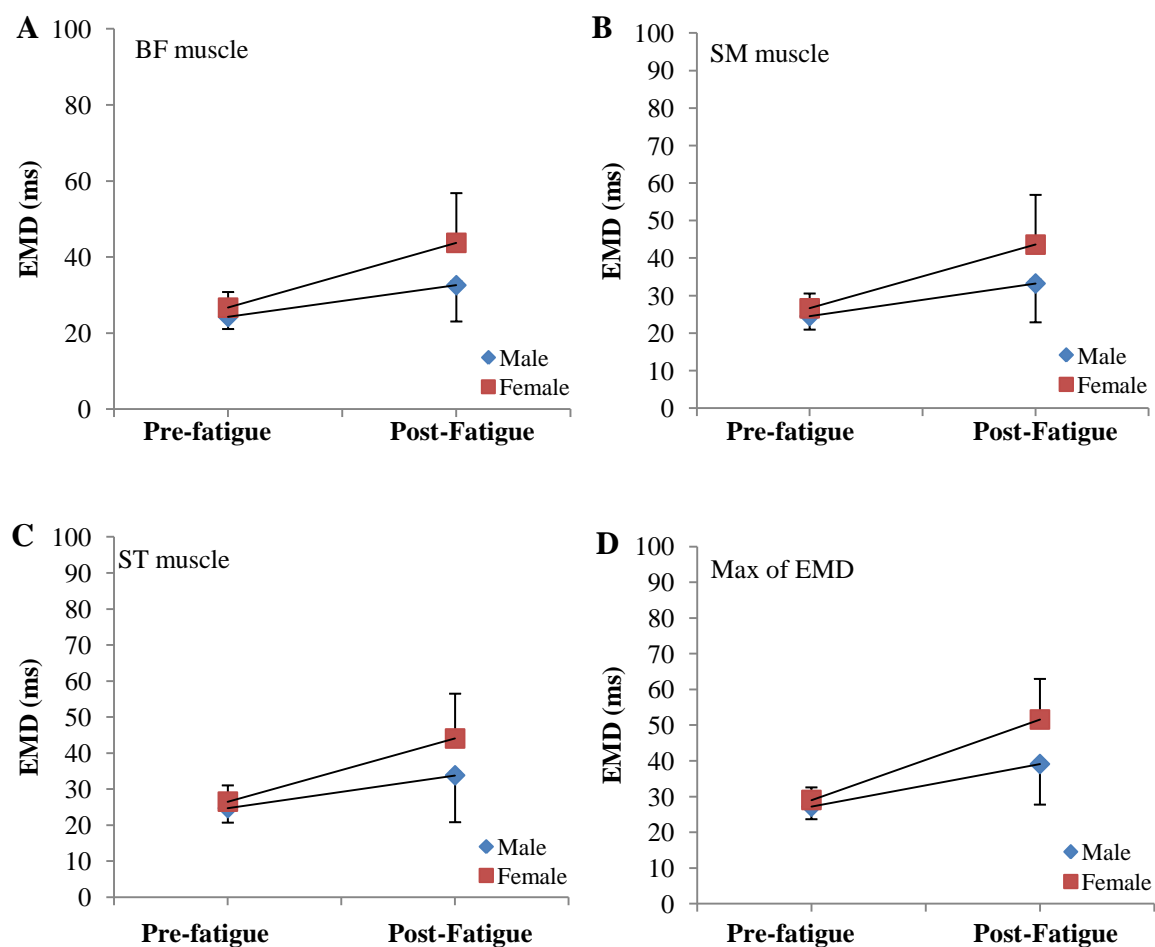 A
BF muscle
EMD (ms)
100
80
60
40
20
0
Male
Female
Pre-fatigue Post-Fatigue
B
SM muscle
EMD (ms)
100
90
80
70
60
50
40
30
20
10
0
Male
Female
Pre-fatigue Post-Fatigue
C
ST muscle
EMD (ms)
100
90
80
70
60
50
40
30
20
10
0
Male
Female
Pre-fatigue Post-Fatigue
D
Max of EMD
EMD (ms)
100
90
80
70
60
50
40
30
20
10
0
Male
Female
Pre-fatigue Post-Fatigue